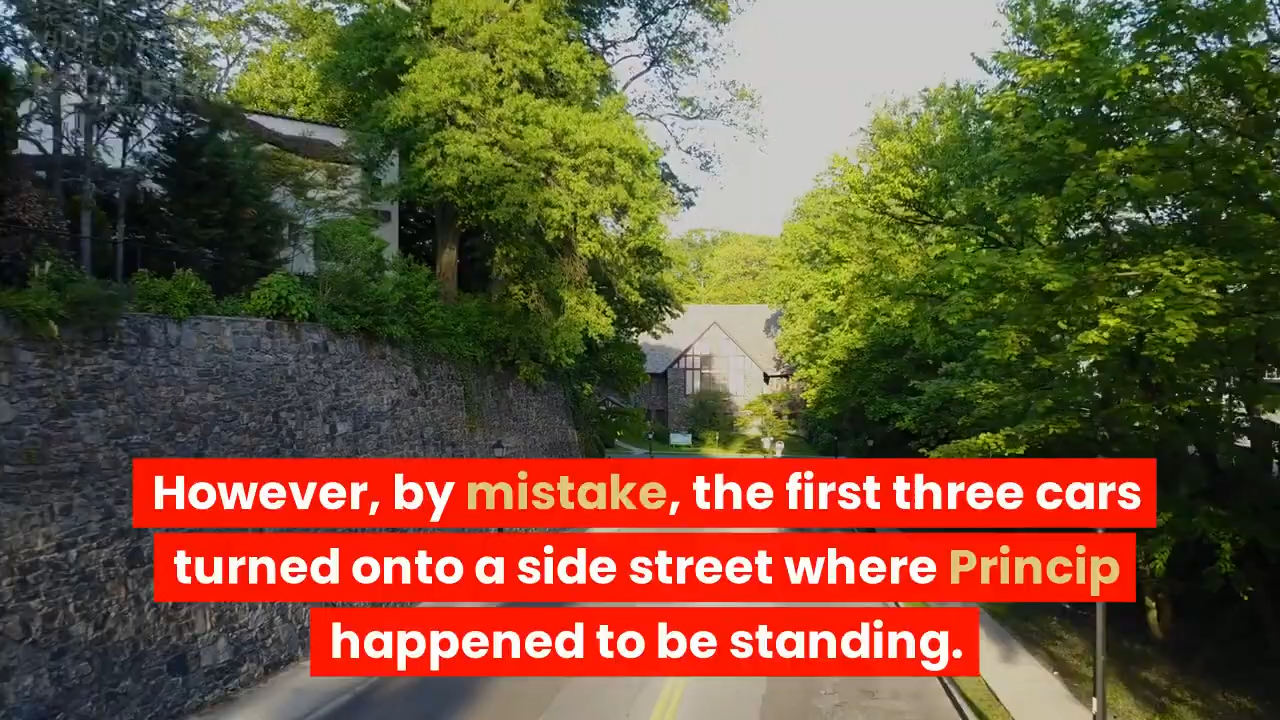 However, by mistake, the first three cars
turned onto a side street where Princip
happened to be standing.